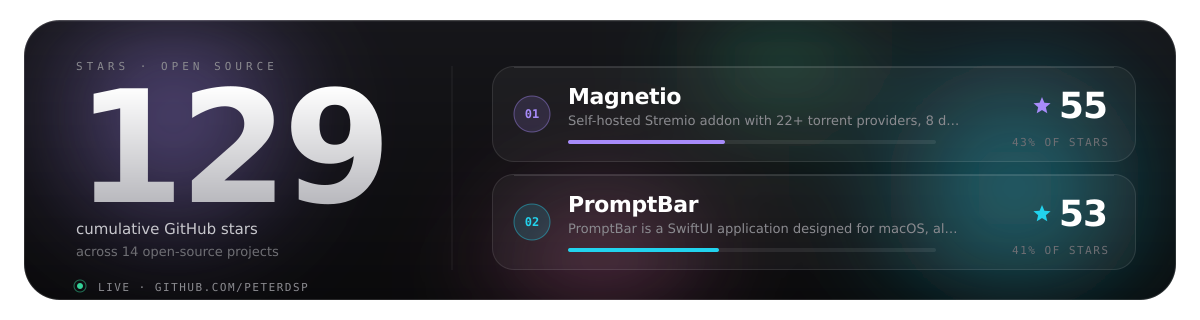 STARS · OPEN SOURCE
129
cumulative GitHub stars
across 14 open-source projects
LIVE · GITHUB.COM/PETERDSP
01
Magnetio
Self-hosted Stremio addon with 22+ torrent providers, 8 d...
★ 55
43% OF STARS
02
PromptBar
PromptBar is a SwiftUI application designed for macOS, al...
★ 53
41% OF STARS